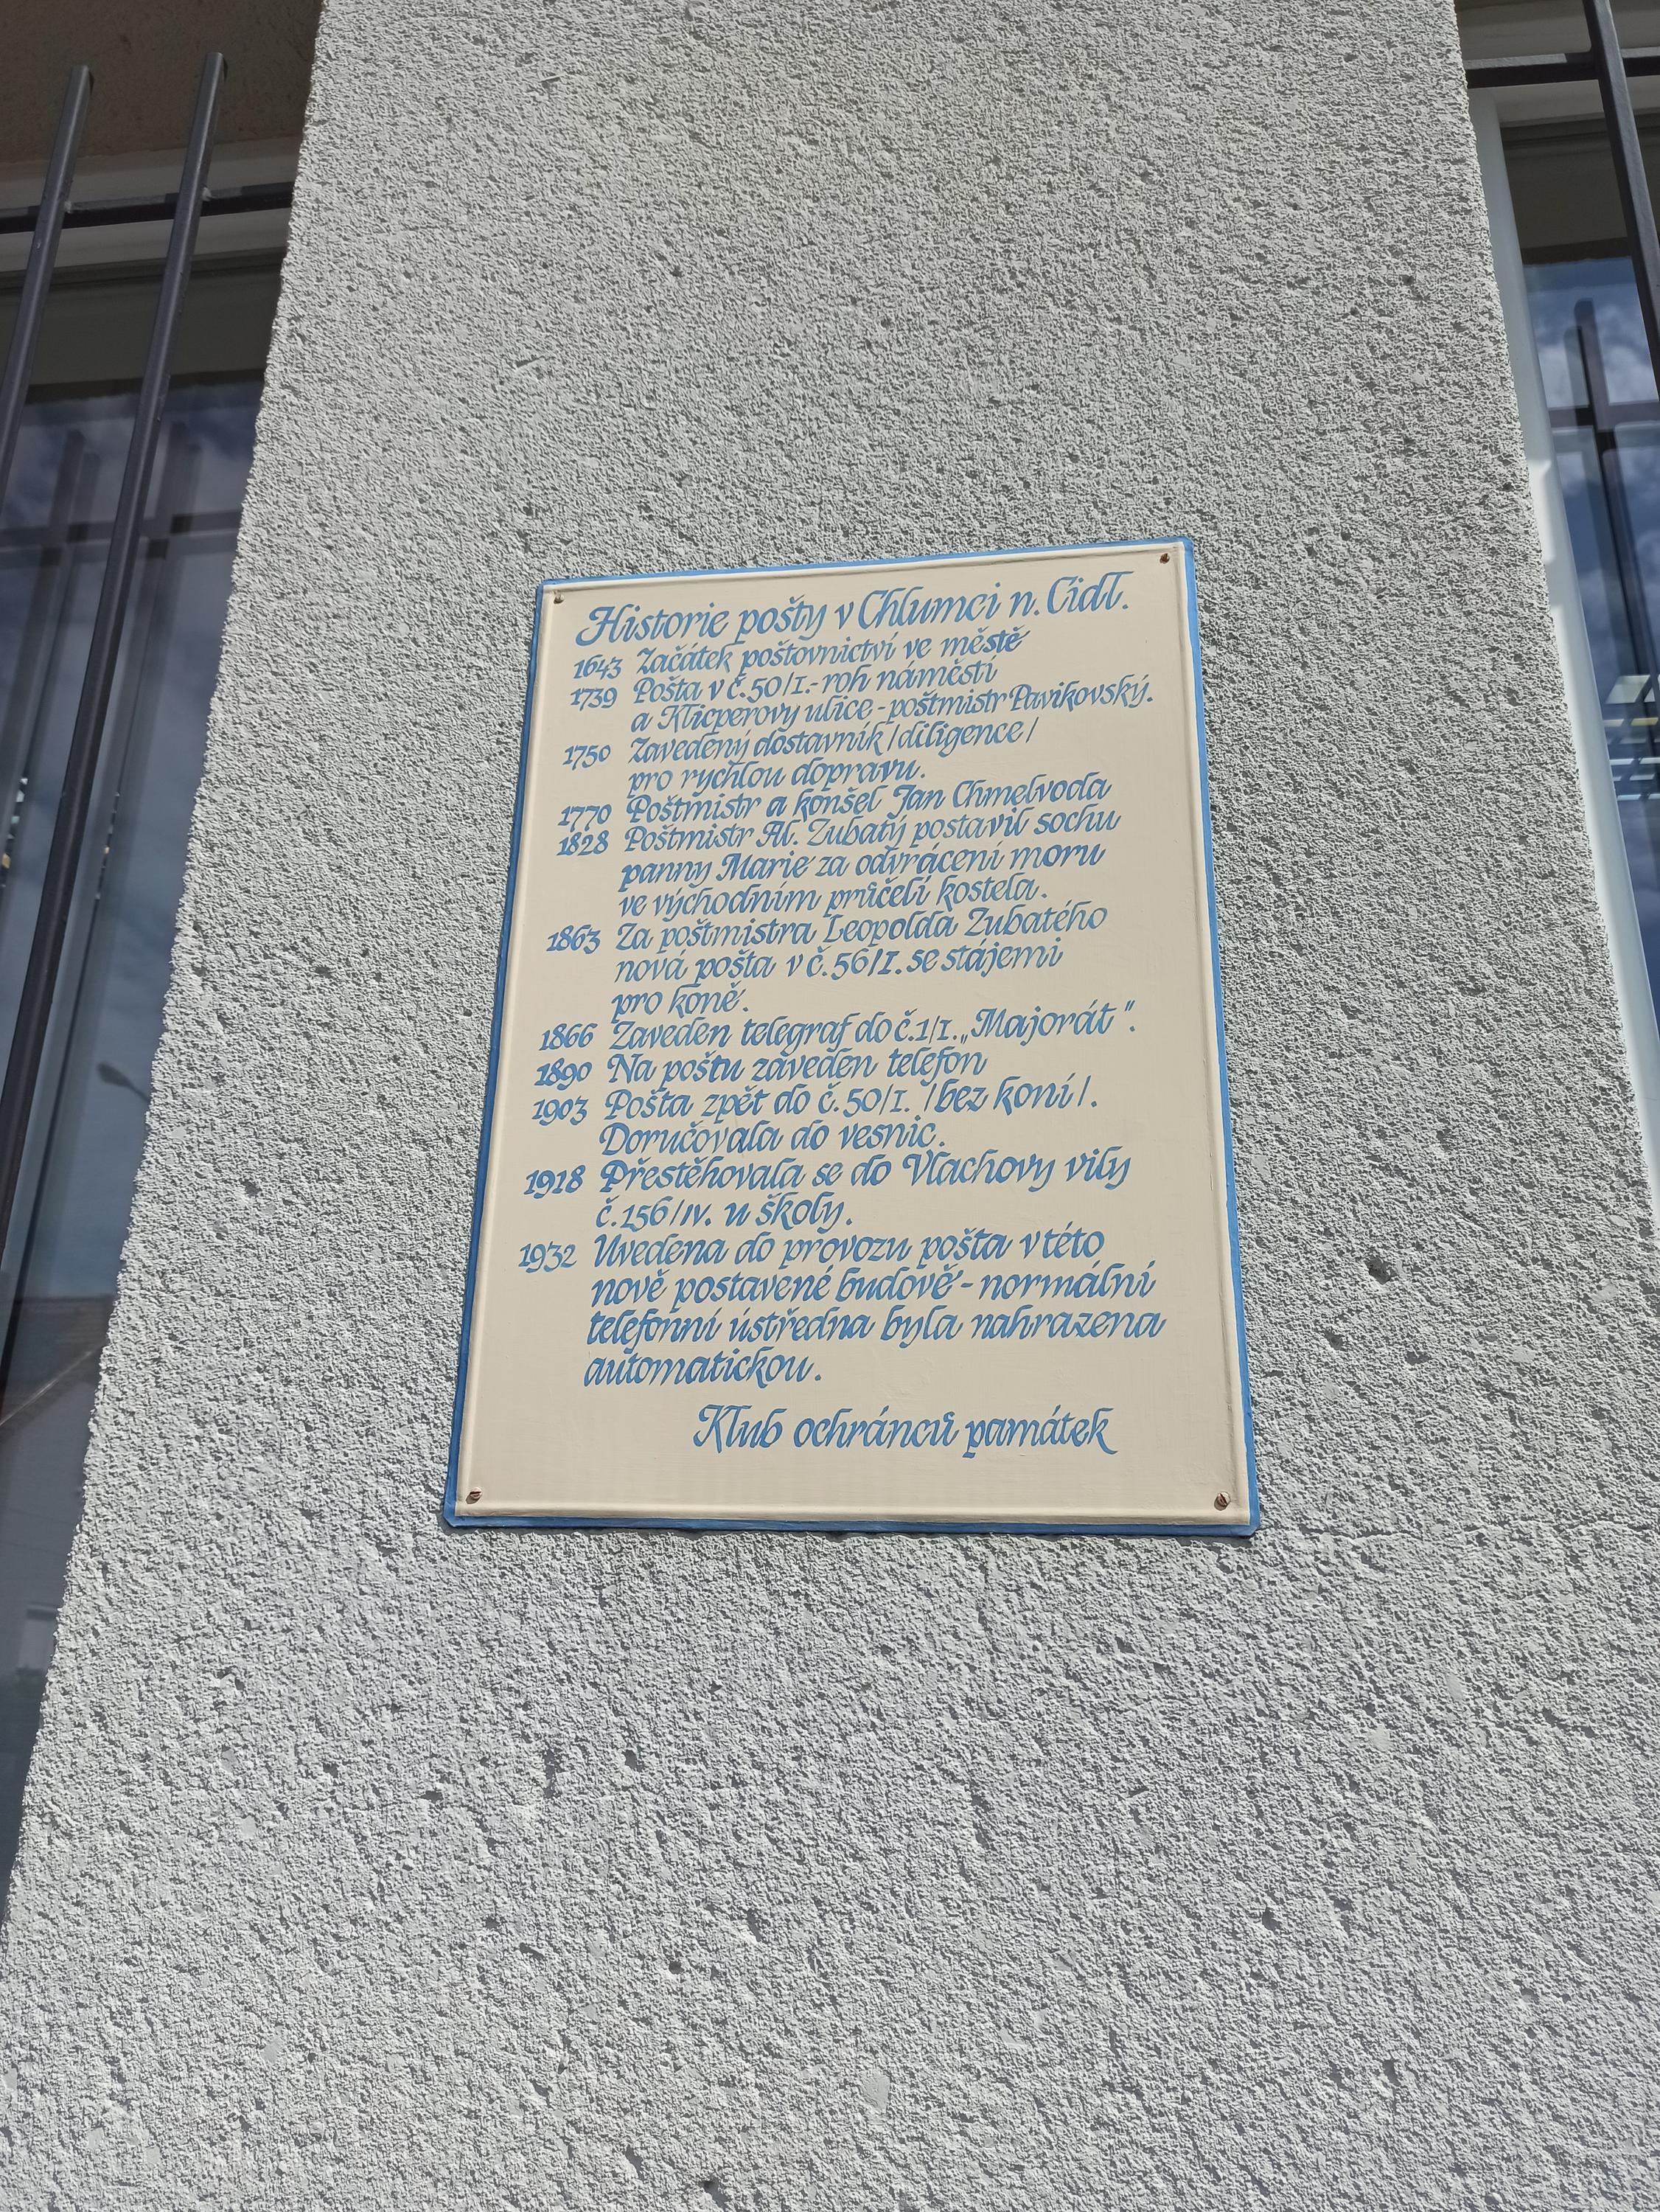 Historie pošty v Chlumci n. Cidl.
1643 Začátek poštovnictví ve městě
1739 Pošta v č.50/I.-roh náměstí
a Klicperovy ulice-poštmistr Pavikovský.
1750 Zavedený dostavník /diligence/
pro rychlou dopravu.
1770 Poštmistr a konšel Jan Chmelvoda
1828 Poštmistr Al. Zubatý postavil sochu
panny Marie za odvrácení moru
ve východním průčelí kostela.
1863 Za poštmistra Leopolda Zubatého
nová pošta v č.56/I. se stájemi
pro koně.
1866 Zaveden telegraf do č.1/I. „Majorát".
1890 Na poštu zaveden telefon
1903 Pošta zpět do č.50/I. /bez koní/.
Doručovala do vesnic.
1918 Přestěhovala se do Vlachovy vily
č.156/IV. u školy.
1932 Uvedena do provozu pošta v této
nově postavené budově-normální
telefonní ústředna byla nahrazena
automatickou.
Klub ochránců památek